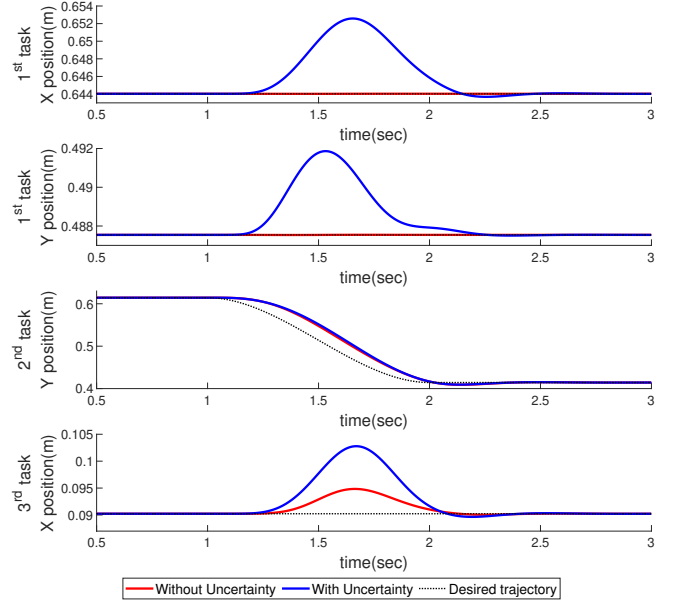 0.654
0.652
0.648
0.644
0.644
1st task
X position(m)
0.5 1 1.5 2 2.5 3
time(sec)
0.492
0.49
0.488
1st task
Y position(m)
0.5 1 1.5 2 2.5 3
time(sec)
0.6
0.5
0.4
2nd task
Y position(m)
0.5 1 1.5 2 2.5 3
time(sec)
0.105
0.1
0.095
0.09
3rd task
X position(m)
0.5 1 1.5 2 2.5 3
time(sec)
Without Uncertainty With Uncertainty Desired trajectory